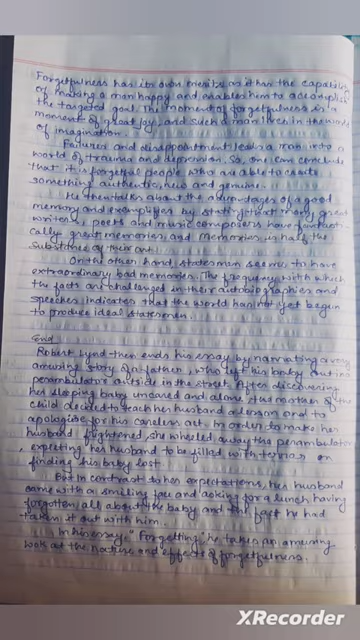 Forgetfulness has its own merits, as it has the capability
of making a man happy and enables him to accomplish
the targeted goal. The moment of forgetfulness is a
moment of great joy, and such a man lives in the world
of imagination.
Failures and disappointment leads a man into a
world of trauma and depression. So, one can conclude
that it is forgetful people who are able to create
something authentic, new and genuine.
He then talks about the advantages of a good
memory and exemplifies by stating that many great
writers, poets and music composers have fantasti-
cally great memories, and memories is half the
substance of their art.
On the other hand statesmen seems to have
extraordinary bad memories. The frequency with which
the facts are challenged in their autobiographies and
speeches indicates that the world has not yet begun
to produce ideal statesmen.
End
Robert Lynd then ends his essay by narrating a very
amusing story of a father, who left his baby out in a
perambulator outside in the street. After discovering
her sleeping baby uncared and alone, the mother of the
child decided to teach her husband a lesson and to
apologise for his careless act. In order to make her
husband frightened, she wheeled away the perambulator
, expecting her husband to be filled with terror on
finding his baby lost.
But in contrast to her expectations, her husband
came with a smiling face and asking for a lunch, having
forgotten all about the baby and the fact he had
taken it out with him.
In his essay, "Forgetting", he takes an amusing
look at the nature and effects of forgetfulness.
XRecorder